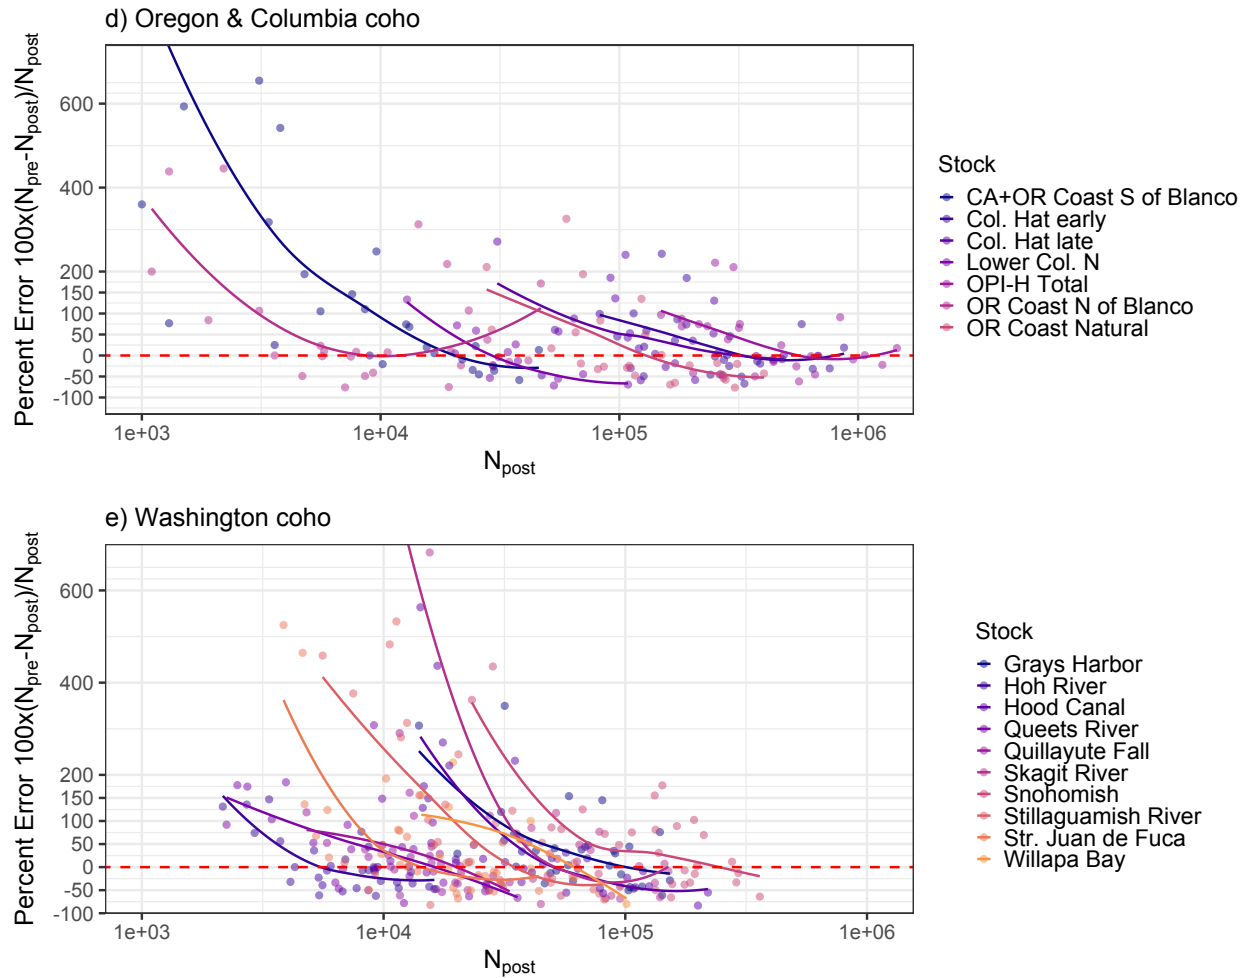 d) Oregon & Columbia coho
Percent Error 100x(Npre-Npost)/Npost
600
400
200
150
100
50
0
-50
-100
1e+03
1e+04
1e+05
1e+06
Npost
Stock
CA+OR Coast S of Blanco
Col. Hat early
Col. Hat late
Lower Col. N
OPI-H Total
OR Coast N of Blanco
OR Coast Natural
e) Washington coho
Percent Error 100x(Npre-Npost)/Npost
600
400
200
150
100
50
0
-50
-100
1e+03
1e+04
1e+05
1e+06
Npost
Stock
Grays Harbor
Hoh River
Hood Canal
Queets River
Quillayute Fall
Skagit River
Snohomish
Stillaguamish River
Str. Juan de Fuca
Willapa Bay